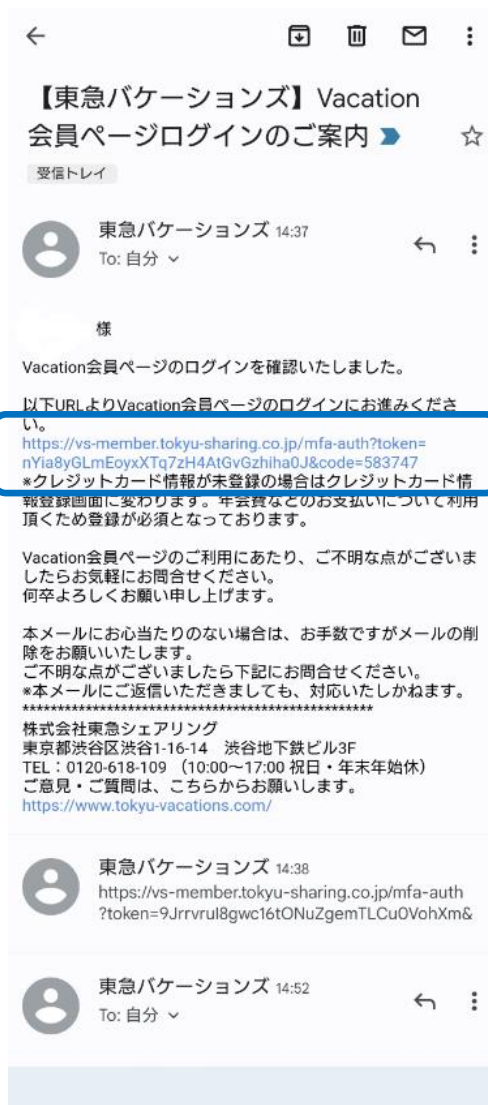 【東急バケーションズ】Vacation
会員ページログインのご案内
受信トレイ
東急バケーションズ 14:37
To: 自分
様
Vacation会員ページのログインを確認いたしました。
以下URLよりVacation会員ページのログインにお進みくださ
い。
https://vs-member.tokyu-sharing.co.jp/mfa-auth?token=
nYia8yGLmEoyxXTq7zH4AtGvGzhiha0J&code=583747
*クレジットカード情報が未登録の場合はクレジットカード情
報登録画面に変わります。年会費などのお支払いについて利用
頂くため登録が必須となっております。
Vacation会員ページのご利用にあたり、ご不明な点がございま
したらお気軽にお問合せください。
何卒よろしくお願い申し上げます。
本メールにお心当たりのない場合は、お手数ですがメールの削
除をお願いいたします。
ご不明な点がございましたら下記にお問合せください。
*本メールにご返信いただきましても、対応いたしかねます。
**************************************************
株式会社東急シェアリング
東京都渋谷区渋谷1-16-14　渋谷地下鉄ビル3F
TEL：0120-618-109 （10:00～17:00 祝日・年末年始休）
ご意見・ご質問は、こちらからお願いします。
https://www.tokyu-vacations.com/
東急バケーションズ 14:38
https://vs-member.tokyu-sharing.co.jp/mfa-auth
?token=9Jrrvrul8gwc16tONuZgemTLCu0VohXm&
東急バケーションズ 14:52
To: 自分